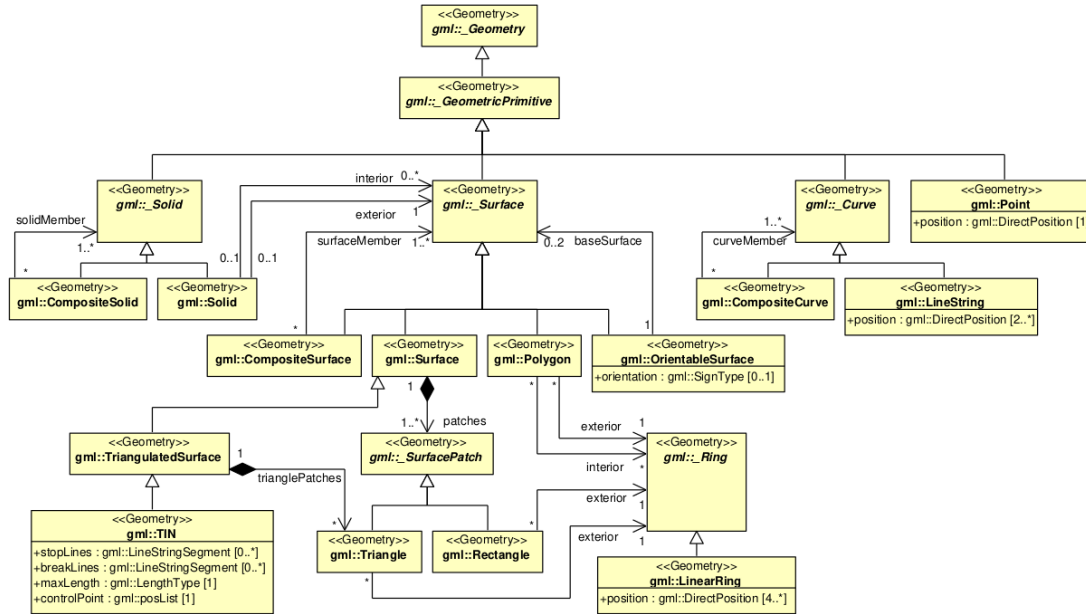 <<Geometry>>
gml::_Geometry
<<Geometry>>
gml::_GeometricPrimitive
<<Geometry>>
gml::_Solid
solidMember
1..*
*
interior
0..*
exterior
1
0..1
0..1
<<Geometry>>
gml::_Surface
surfaceMember
1..*
*
baseSurface
0..2
1
<<Geometry>>
gml::_Curve
curveMember
1..*
*
<<Geometry>>
gml::Point
+position : gml::DirectPosition [1
<<Geometry>>
gml::CompositeSolid
<<Geometry>>
gml::Solid
<<Geometry>>
gml::CompositeCurve
<<Geometry>>
gml::LineString
+position : gml::DirectPosition [2..*]
<<Geometry>>
gml::CompositeSurface
<<Geometry>>
gml::Surface
<<Geometry>>
gml::Polygon
<<Geometry>>
gml::OrientableSurface
+orientation : gml::SignType [0..1]
1
1..*
patches
*
*
exterior
1
interior
*
exterior
1
exterior
1
<<Geometry>>
gml::TriangulatedSurface
1
trianglePatches
*
<<Geometry>>
gml::_SurfacePatch
<<Geometry>>
gml::_Ring
<<Geometry>>
gml::TIN
+stopLines : gml::LineStringSegment [0..*]
+breakLines : gml::LineStringSegment [0..*]
+maxLength : gml::LengthType [1]
+controlPoint : gml::posList [1]
<<Geometry>>
gml::Triangle
*
<<Geometry>>
gml::Rectangle
*
<<Geometry>>
gml::LinearRing
+position : gml::DirectPosition [4..*]